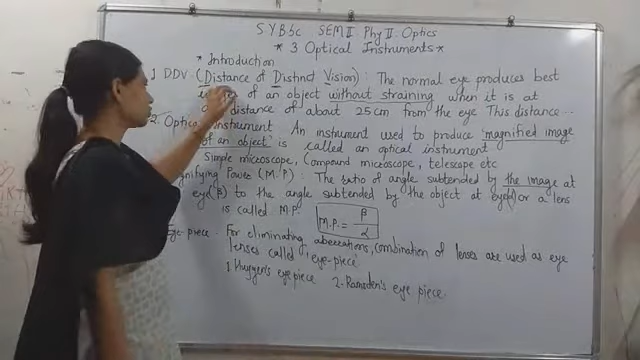 SYBSc SEM II Phy II Optics
* 3 Optical Instruments *
* Introduction
1 DDV (Distance of Distinct Vision): The normal eye produces best
of an object without straining when it is at
distance of about 25cm from the eye This distance...
2. Optical instrument An instrument used to produce 'magnified image
of an object' is called an optical instrument
Simple microscope, Compound microscope, telescope etc
Magnifying Power (M.P) : The ratio of angle subtended by the image at
eye(β) to the angle subtended by the object at eye(α) or a lens
is called M.P. M.P. = β/α
Eye-piece. For eliminating aberrations, combination of lenses are used as eye
lenses called 'eye-piece'
1. Huygen's eye piece 2- Ramsden's eye piece.